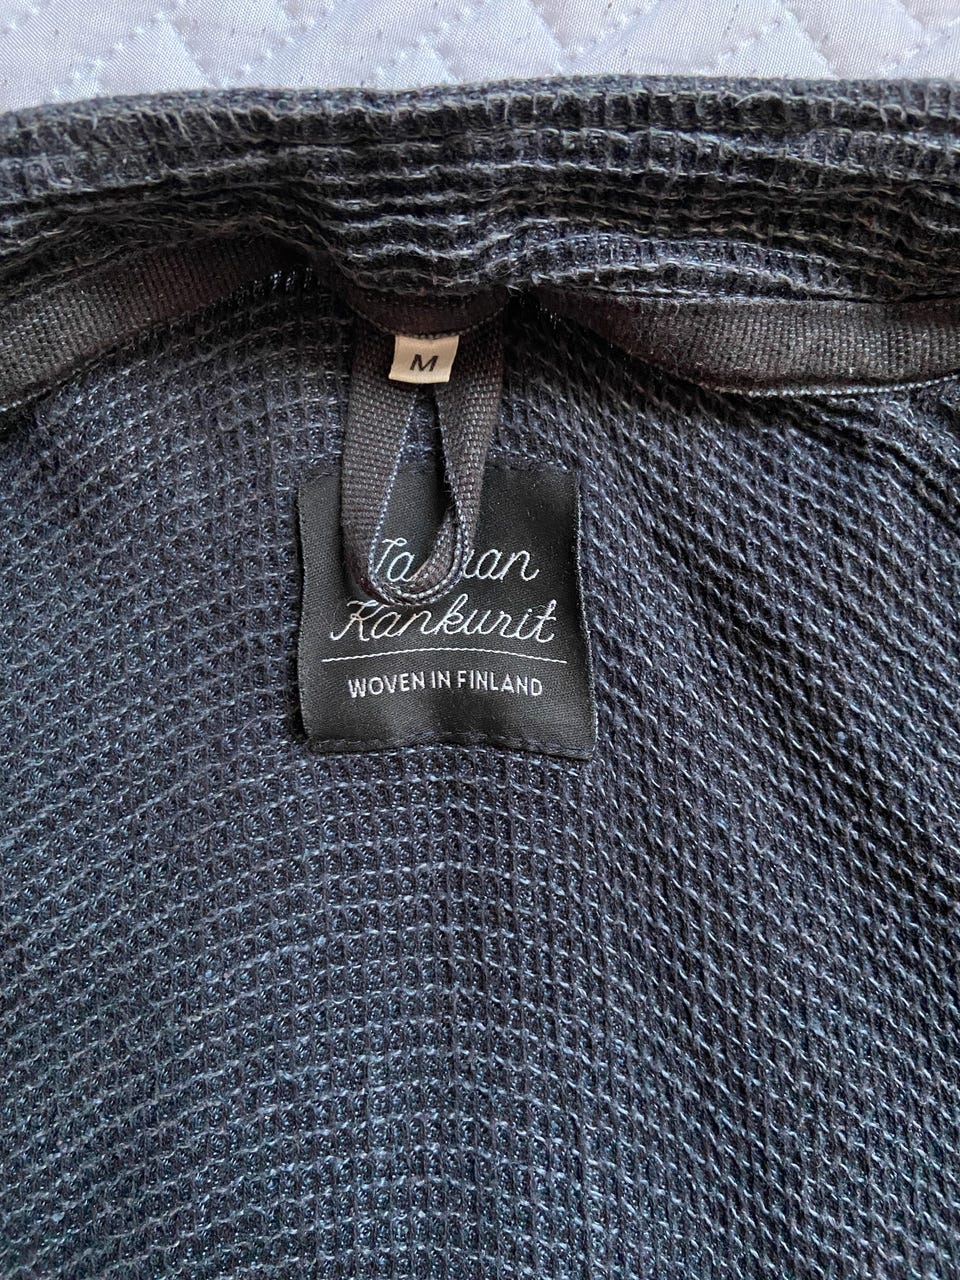 M
Kankurit
WOVEN IN FINLAND